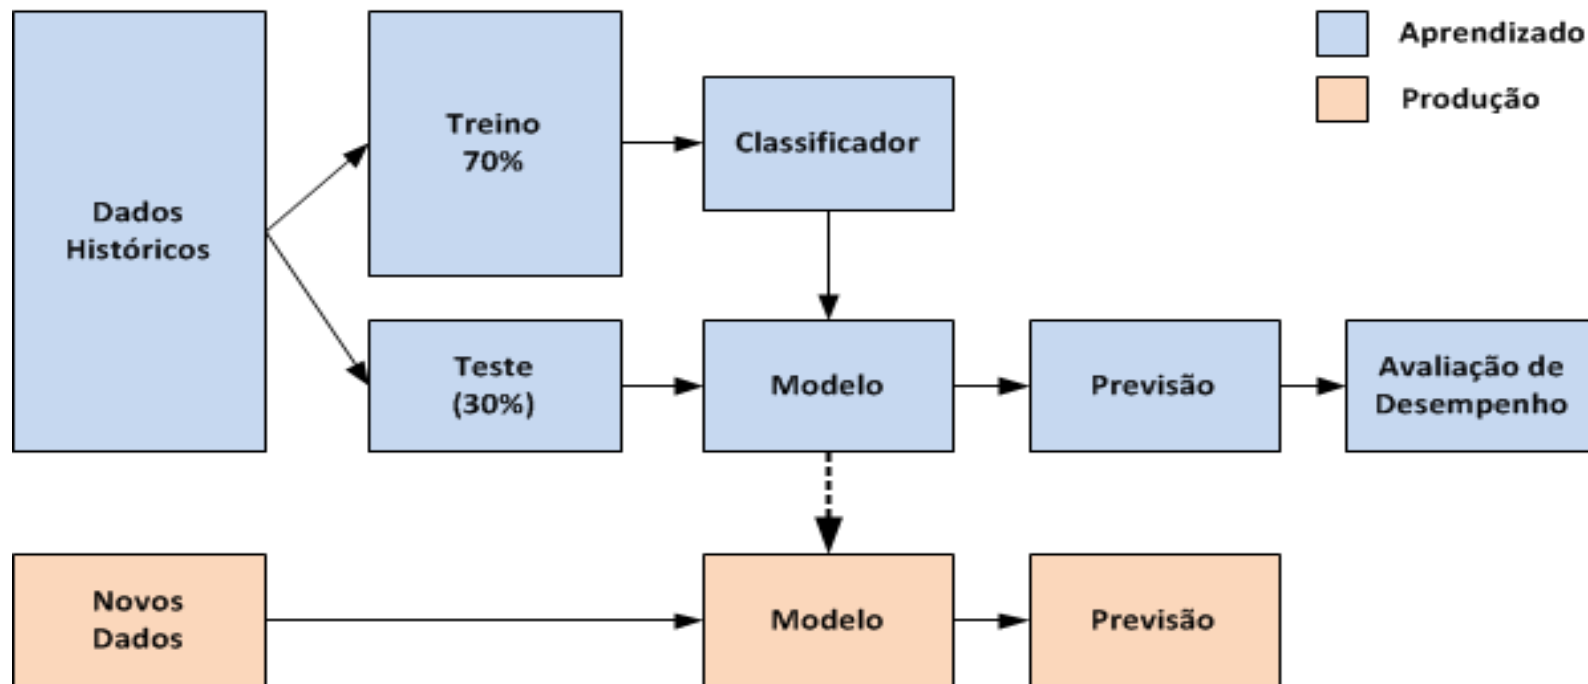 Dados
Históricos
Treino
70%
Classificador
Aprendizado
Produção
Teste
(30%)
Modelo
Previsão
Avaliação de
Desempenho
Novos
Dados
Modelo
Previsão